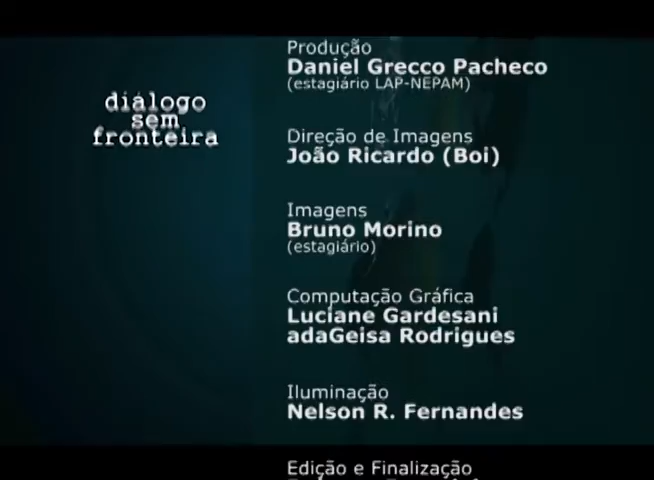 diálogo
sem
fronteira
Produção
Daniel Grecco Pacheco
(estagiário LAP-NEPAM)
Direção de Imagens
João Ricardo (Boi)
Imagens
Bruno Morino
(estagiário)
Computação Gráfica
Luciane Gardesani
adaGeisa Rodrigues
Iluminação
Nelson R. Fernandes
Edição e Finalização